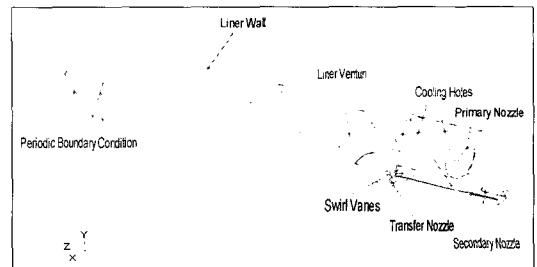 Liner Wall
Liner Venturi
Cooling Holes
Primary Nozzle
Periodic Boundary Condition
Swirl Vanes
Transfer Nozzle
Secondary Nozzle
Y
Z
X